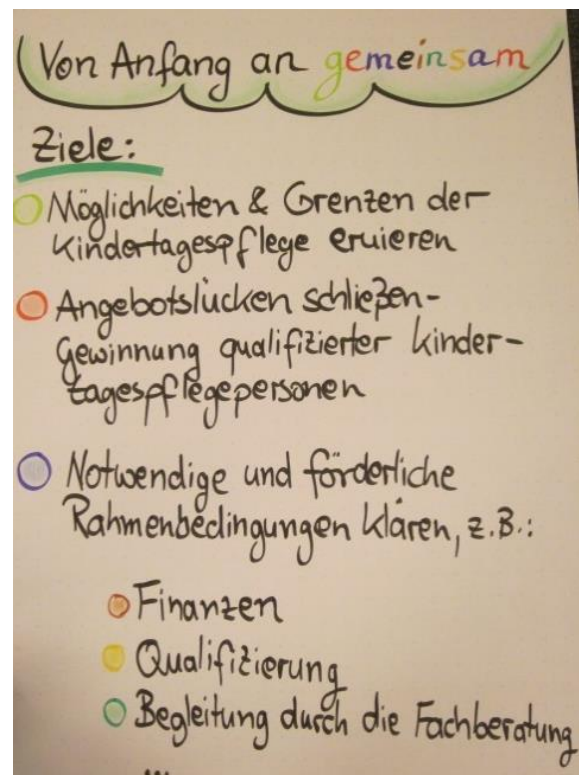 Von Anfang an gemeinsam
Ziele:
Möglichkeiten & Grenzen der
Kindertagespflege eruieren
Angebotslücken schließen-
Gewinnung qualifizierter Kinder-
tagespflegepersonen
Notwendige und förderliche
Rahmenbedingungen klären, z.B.:
Finanzen
Qualifizierung
Begleitung durch die Fachberatung
...